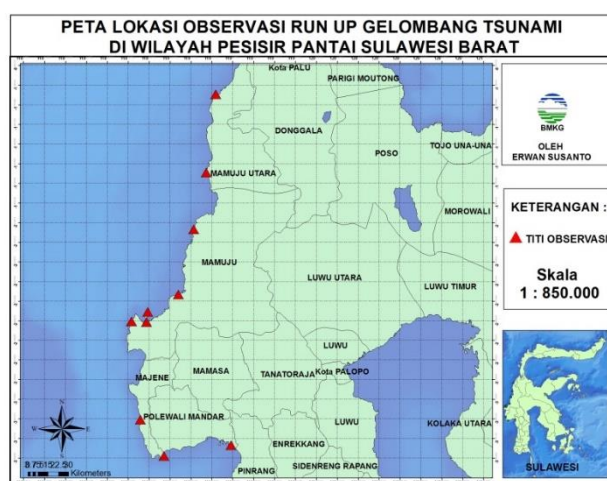 PETA LOKASI OBSERVASI RUN UP GELOMBANG TSUNAMI
DI WILAYAH PESISIR PANTAI SULAWESI BARAT
Kota PALU
PARIGI MOUTONG
DONGGALA
POSO
TOJO UNA-UNA
MAMUJU UTARA
MOROWALI
MAMUJU
LUWU UTARA
LUWU TIMUR
LUWU
MAMASA
TANATORAJA
Kota PALOPO
MAJENE
POLEWALI MANDAR
LUWU
KOLAKA UTARA
ENREKKANG
PINRANG
SIDENRENG RAPANG
N
W
E
S
Kilometers
BMKG
OLEH
ERWAN SUSANTO
KETERANGAN :
TITI OBSERVASI
Skala
1 : 850.000
SULAWESI